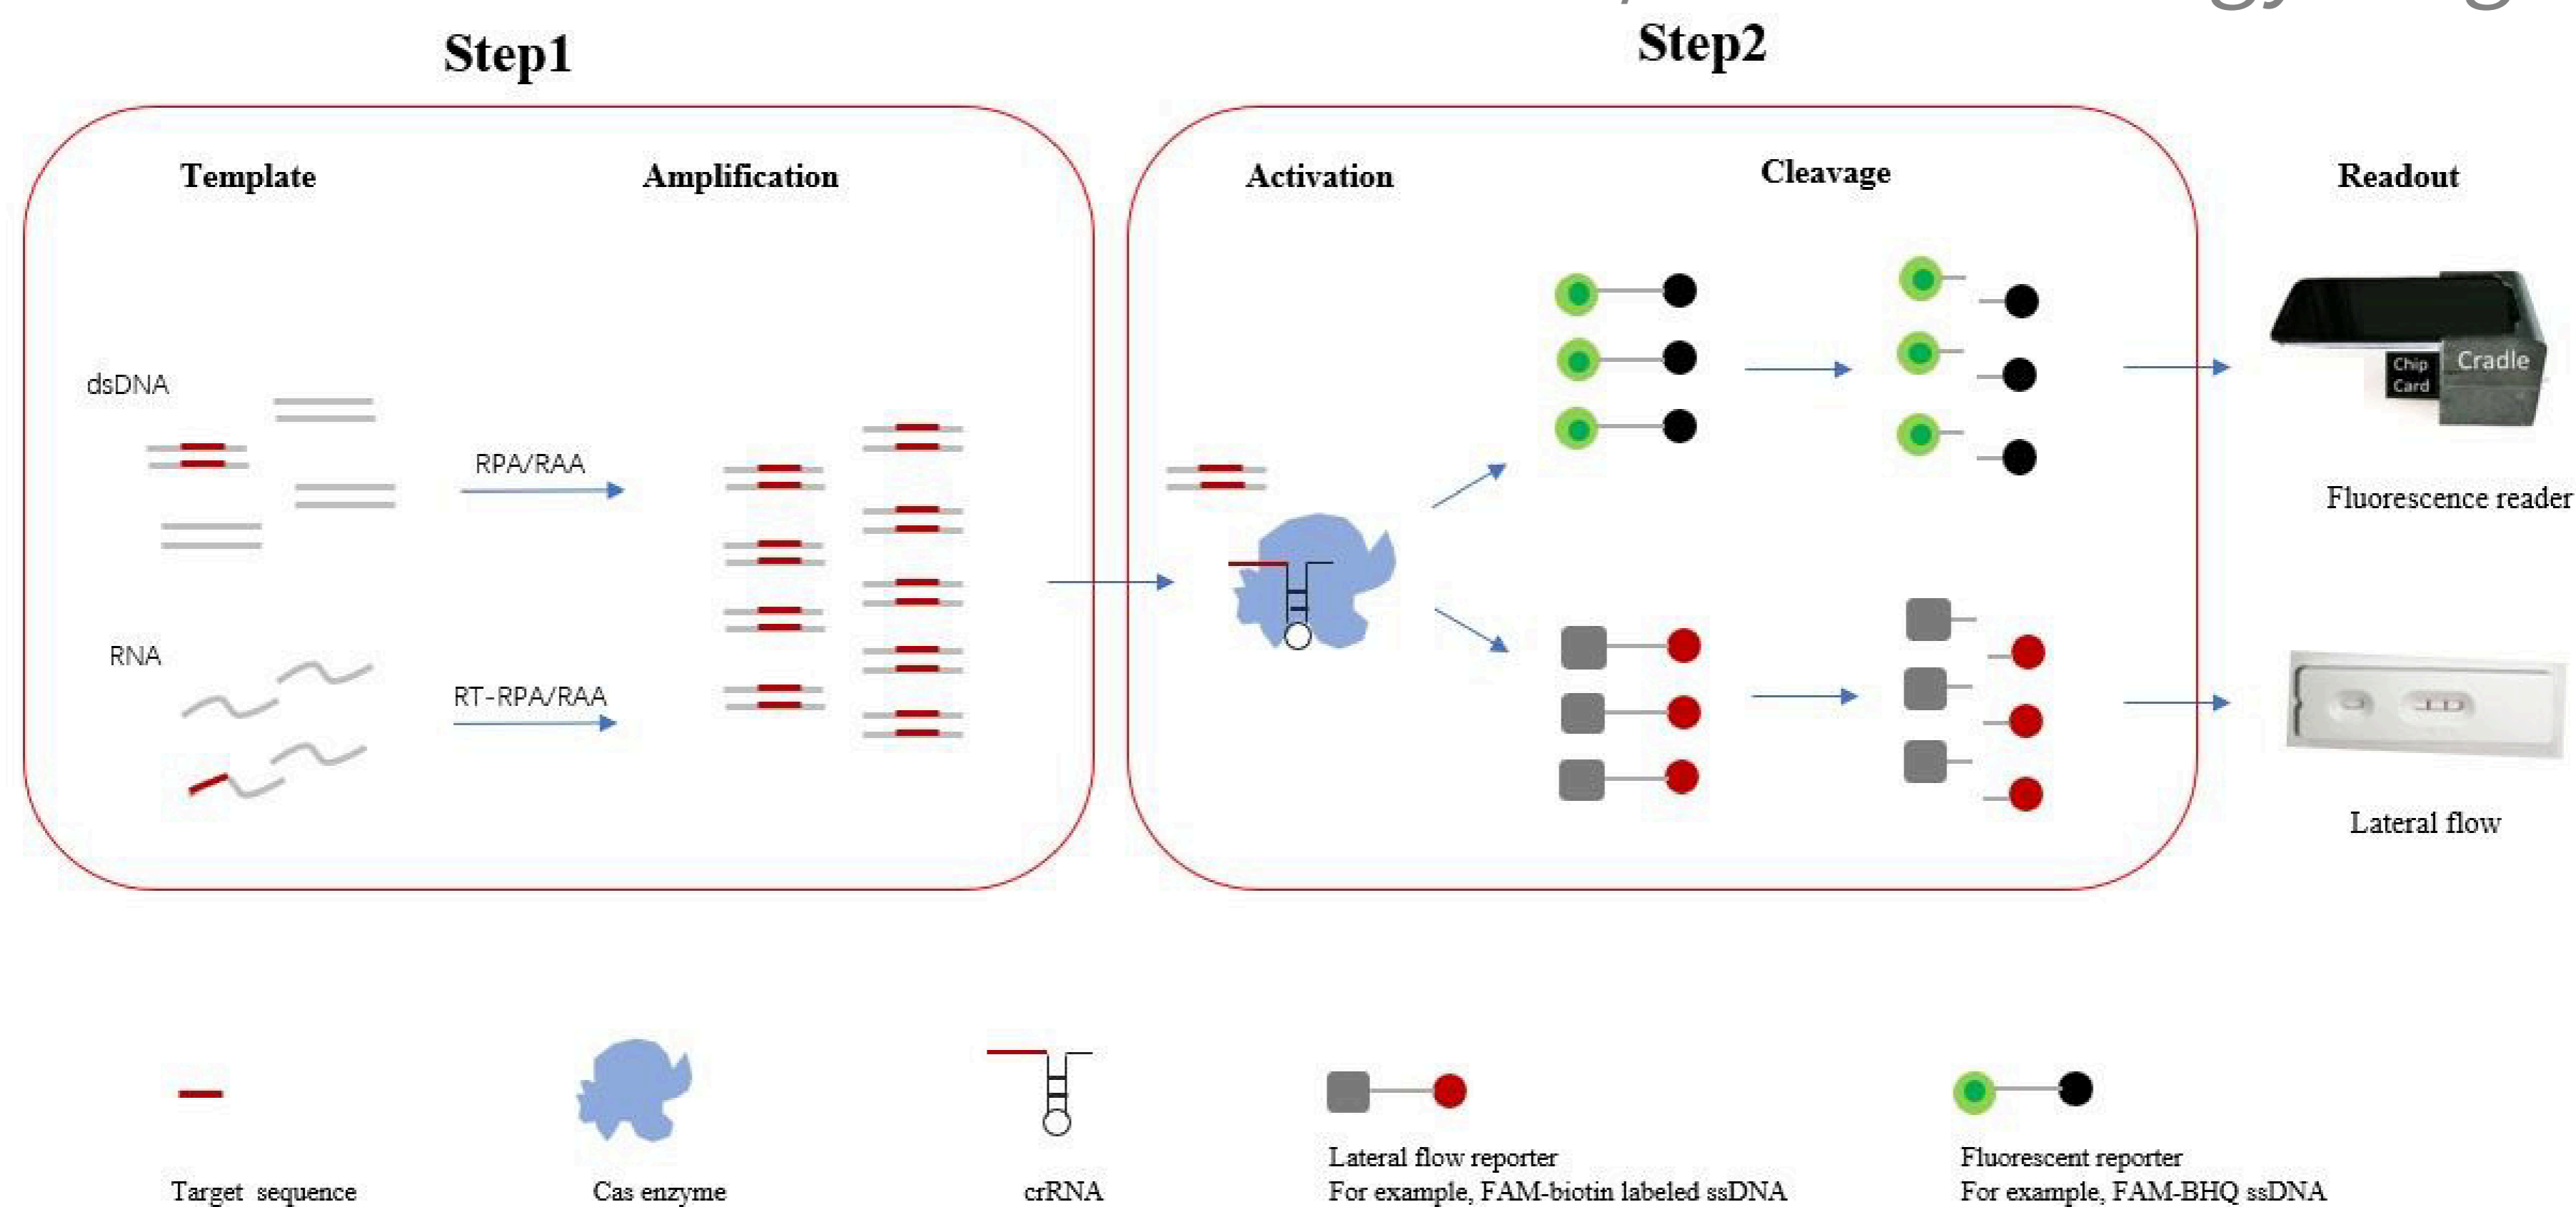 Step1
Step2
Template
Amplification
Activation
Cleavage
Readout
dsDNA
RPA/RAA
RNA
RT-RPA/RAA
Chip
Card
Cradle
Fluorescence reader
Lateral flow
Target sequence
Cas enzyme
crRNA
Lateral flow reporter
For example, FAM-biotin labeled ssDNA
Fluorescent reporter
For example, FAM-BHQ ssDNA